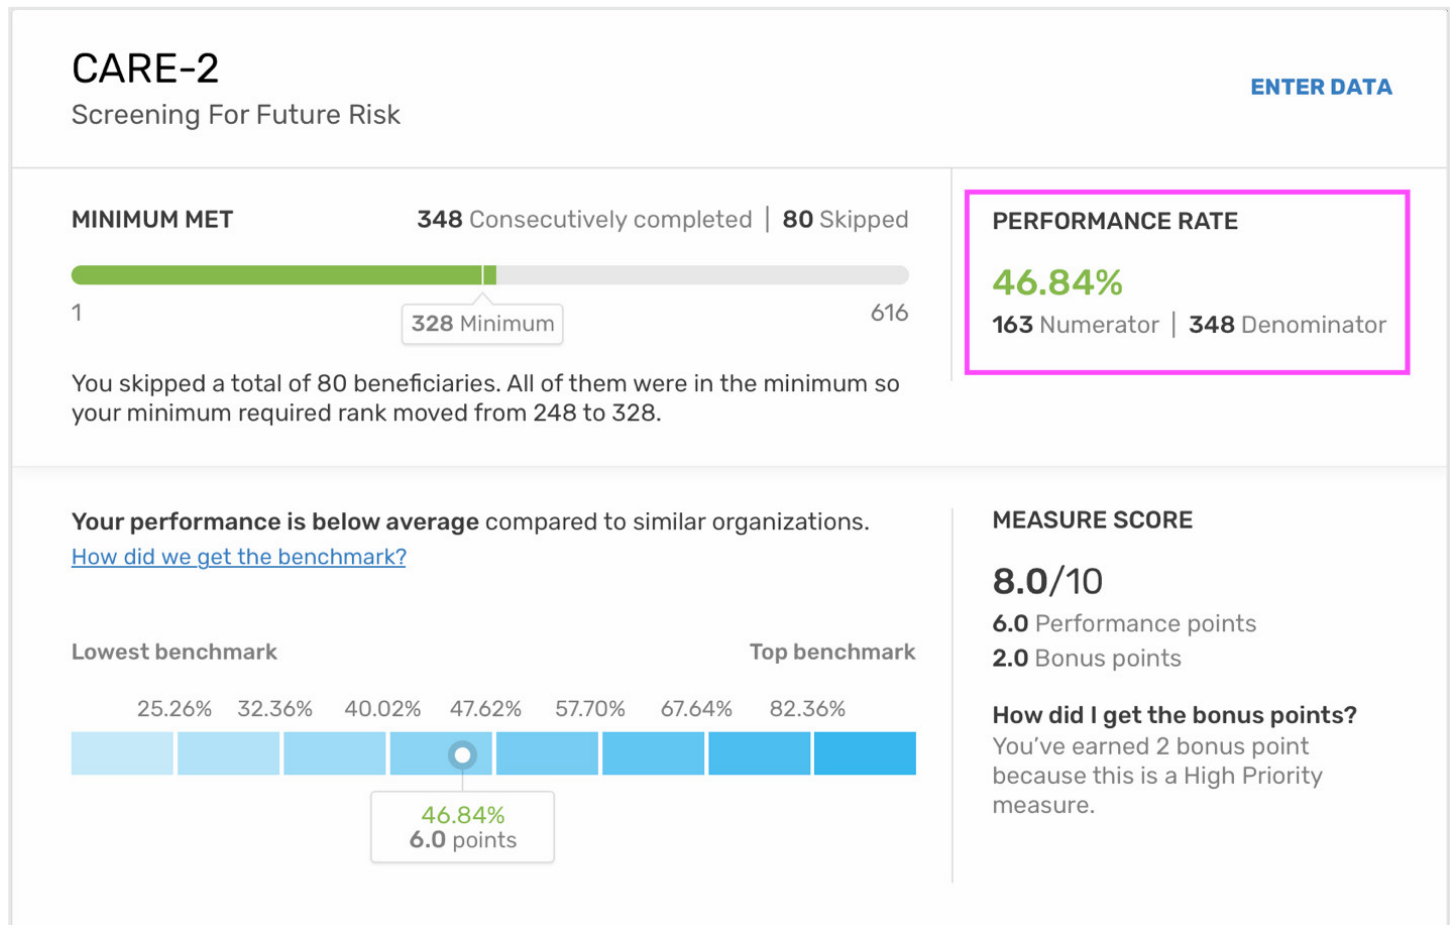 CARE-2
Screening For Future Risk
ENTER DATA
MINIMUM MET
348 Consecutively completed | 80 Skipped
1
616
328 Minimum
You skipped a total of 80 beneficiaries. All of them were in the minimum so
your minimum required rank moved from 248 to 328.
PERFORMANCE RATE
46.84%
163 Numerator | 348 Denominator
Your performance is below average compared to similar organizations.
How did we get the benchmark?
Lowest benchmark
Top benchmark
25.26% 32.36% 40.02% 47.62% 57.70% 67.64% 82.36%
46.84%
6.0 points
MEASURE SCORE
8.0/10
6.0 Performance points
2.0 Bonus points
How did I get the bonus points?
You’ve earned 2 bonus point
because this is a High Priority
measure.